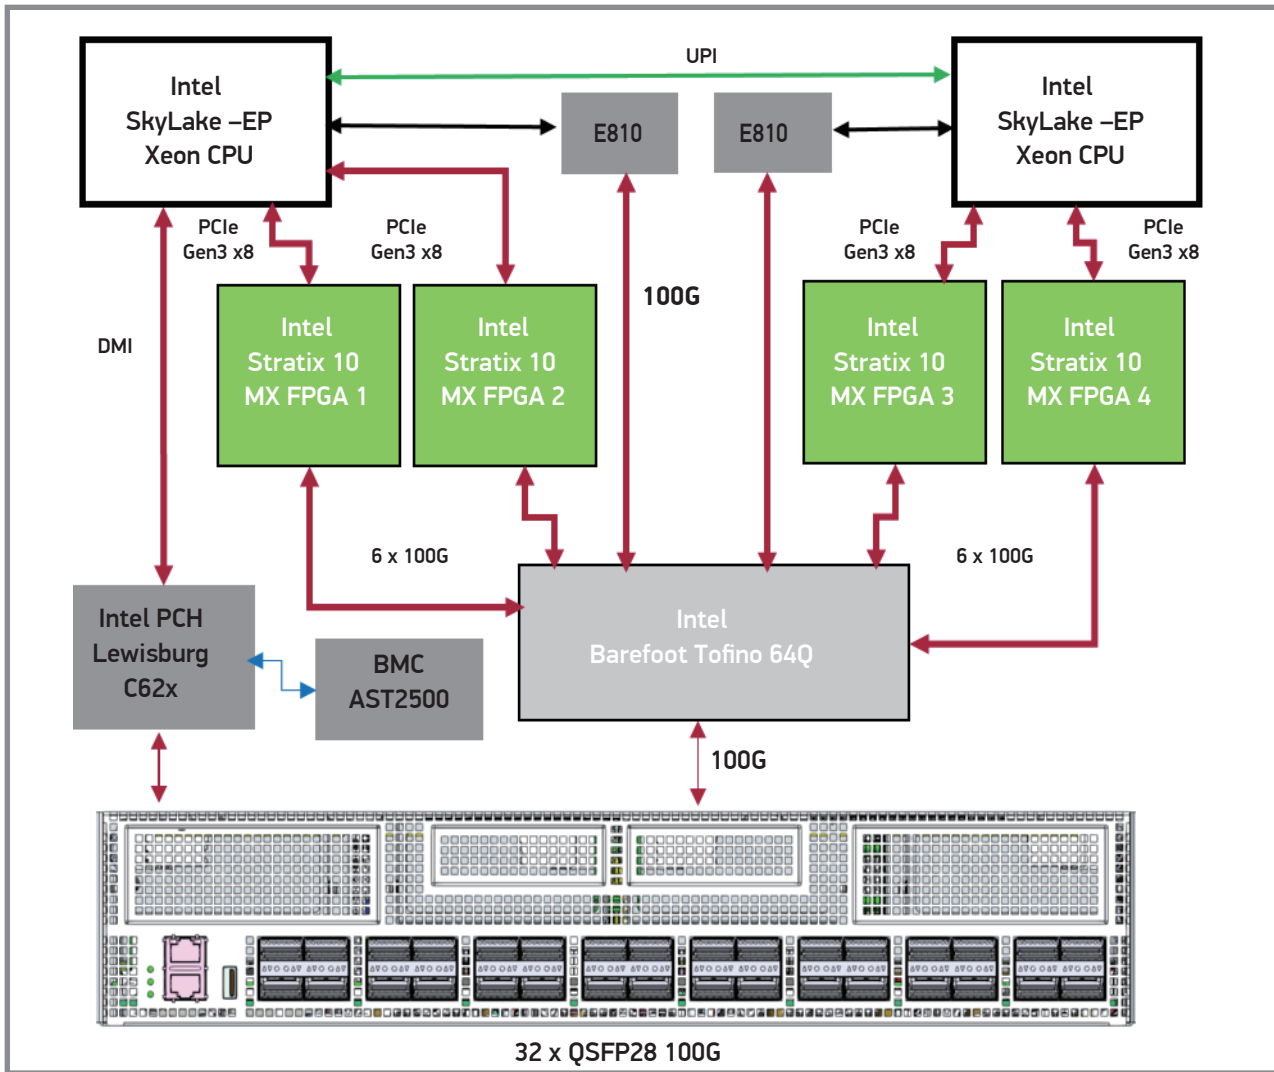 UPI
Intel
SkyLake –EP
Xeon CPU
E810
E810
Intel
SkyLake –EP
Xeon CPU
PCIe
Gen3 x8
PCIe
Gen3 x8
PCIe
Gen3 x8
PCIe
Gen3 x8
100G
DMI
Intel
Stratix 10
MX FPGA 1
Intel
Stratix 10
MX FPGA 2
Intel
Stratix 10
MX FPGA 3
Intel
Stratix 10
MX FPGA 4
6 x 100G
6 x 100G
Intel PCH
Lewisburg
C62x
BMC
AST2500
Intel
Barefoot Tofino 64Q
100G
32 x QSFP28 100G